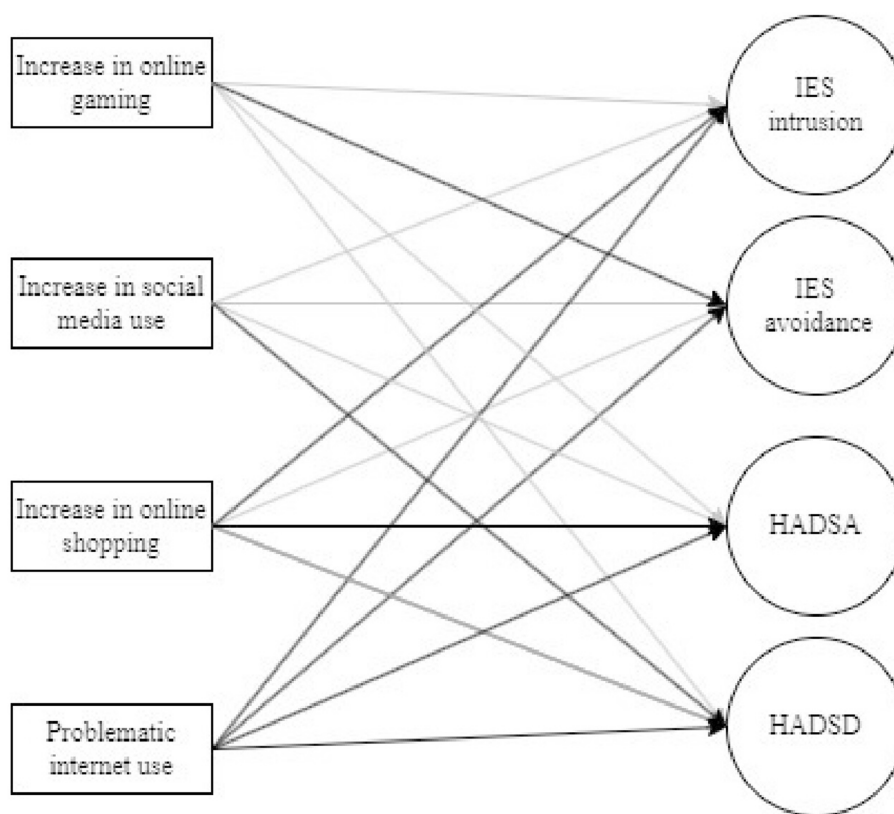 Increase in online
gaming
IES
intrusion
Increase in social
media use
IES
avoidance
Increase in online
shopping
HADSA
Problematic
internet use
HADSD